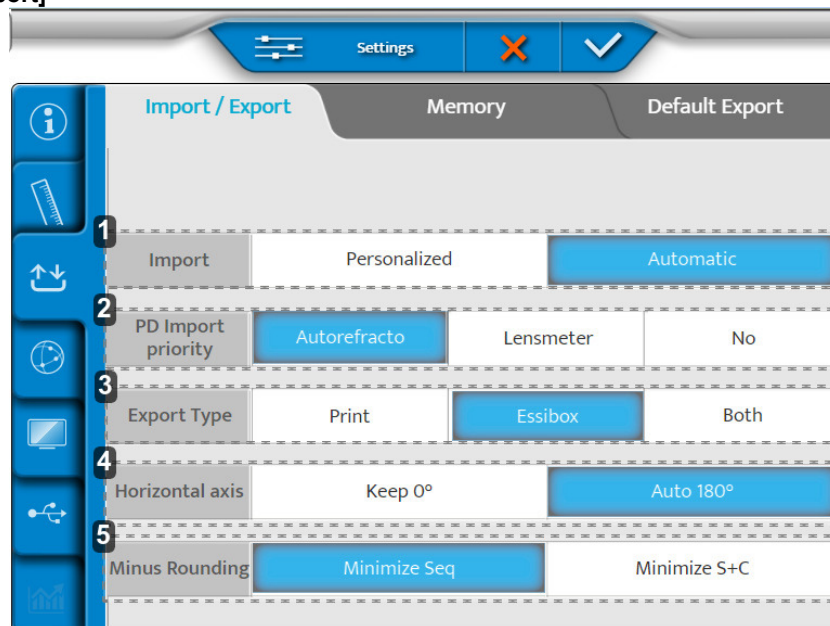 ort]
Settings
Import / Export Memory Default Export
1
Import Personalized Automatic
2
PD Import
priority Autorefracto Lensmeter No
3
Export Type Print Essibox Both
4
Horizontal axis Keep 0° Auto 180°
5
Minus Rounding Minimize Seq Minimize S+C